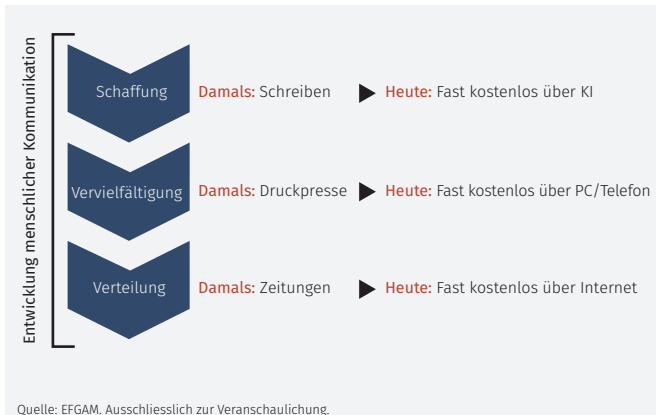 Entwicklung menschlicher Kommunikation
Schaffung Damals: Schreiben Heute: Fast kostenlos über KI
Vervielfältigung Damals: Druckpresse Heute: Fast kostenlos über PC/Telefon
Verteilung Damals: Zeitungen Heute: Fast kostenlos über Internet
Quelle: EFGAM. Ausschliesslich zur Veranschaulichung.